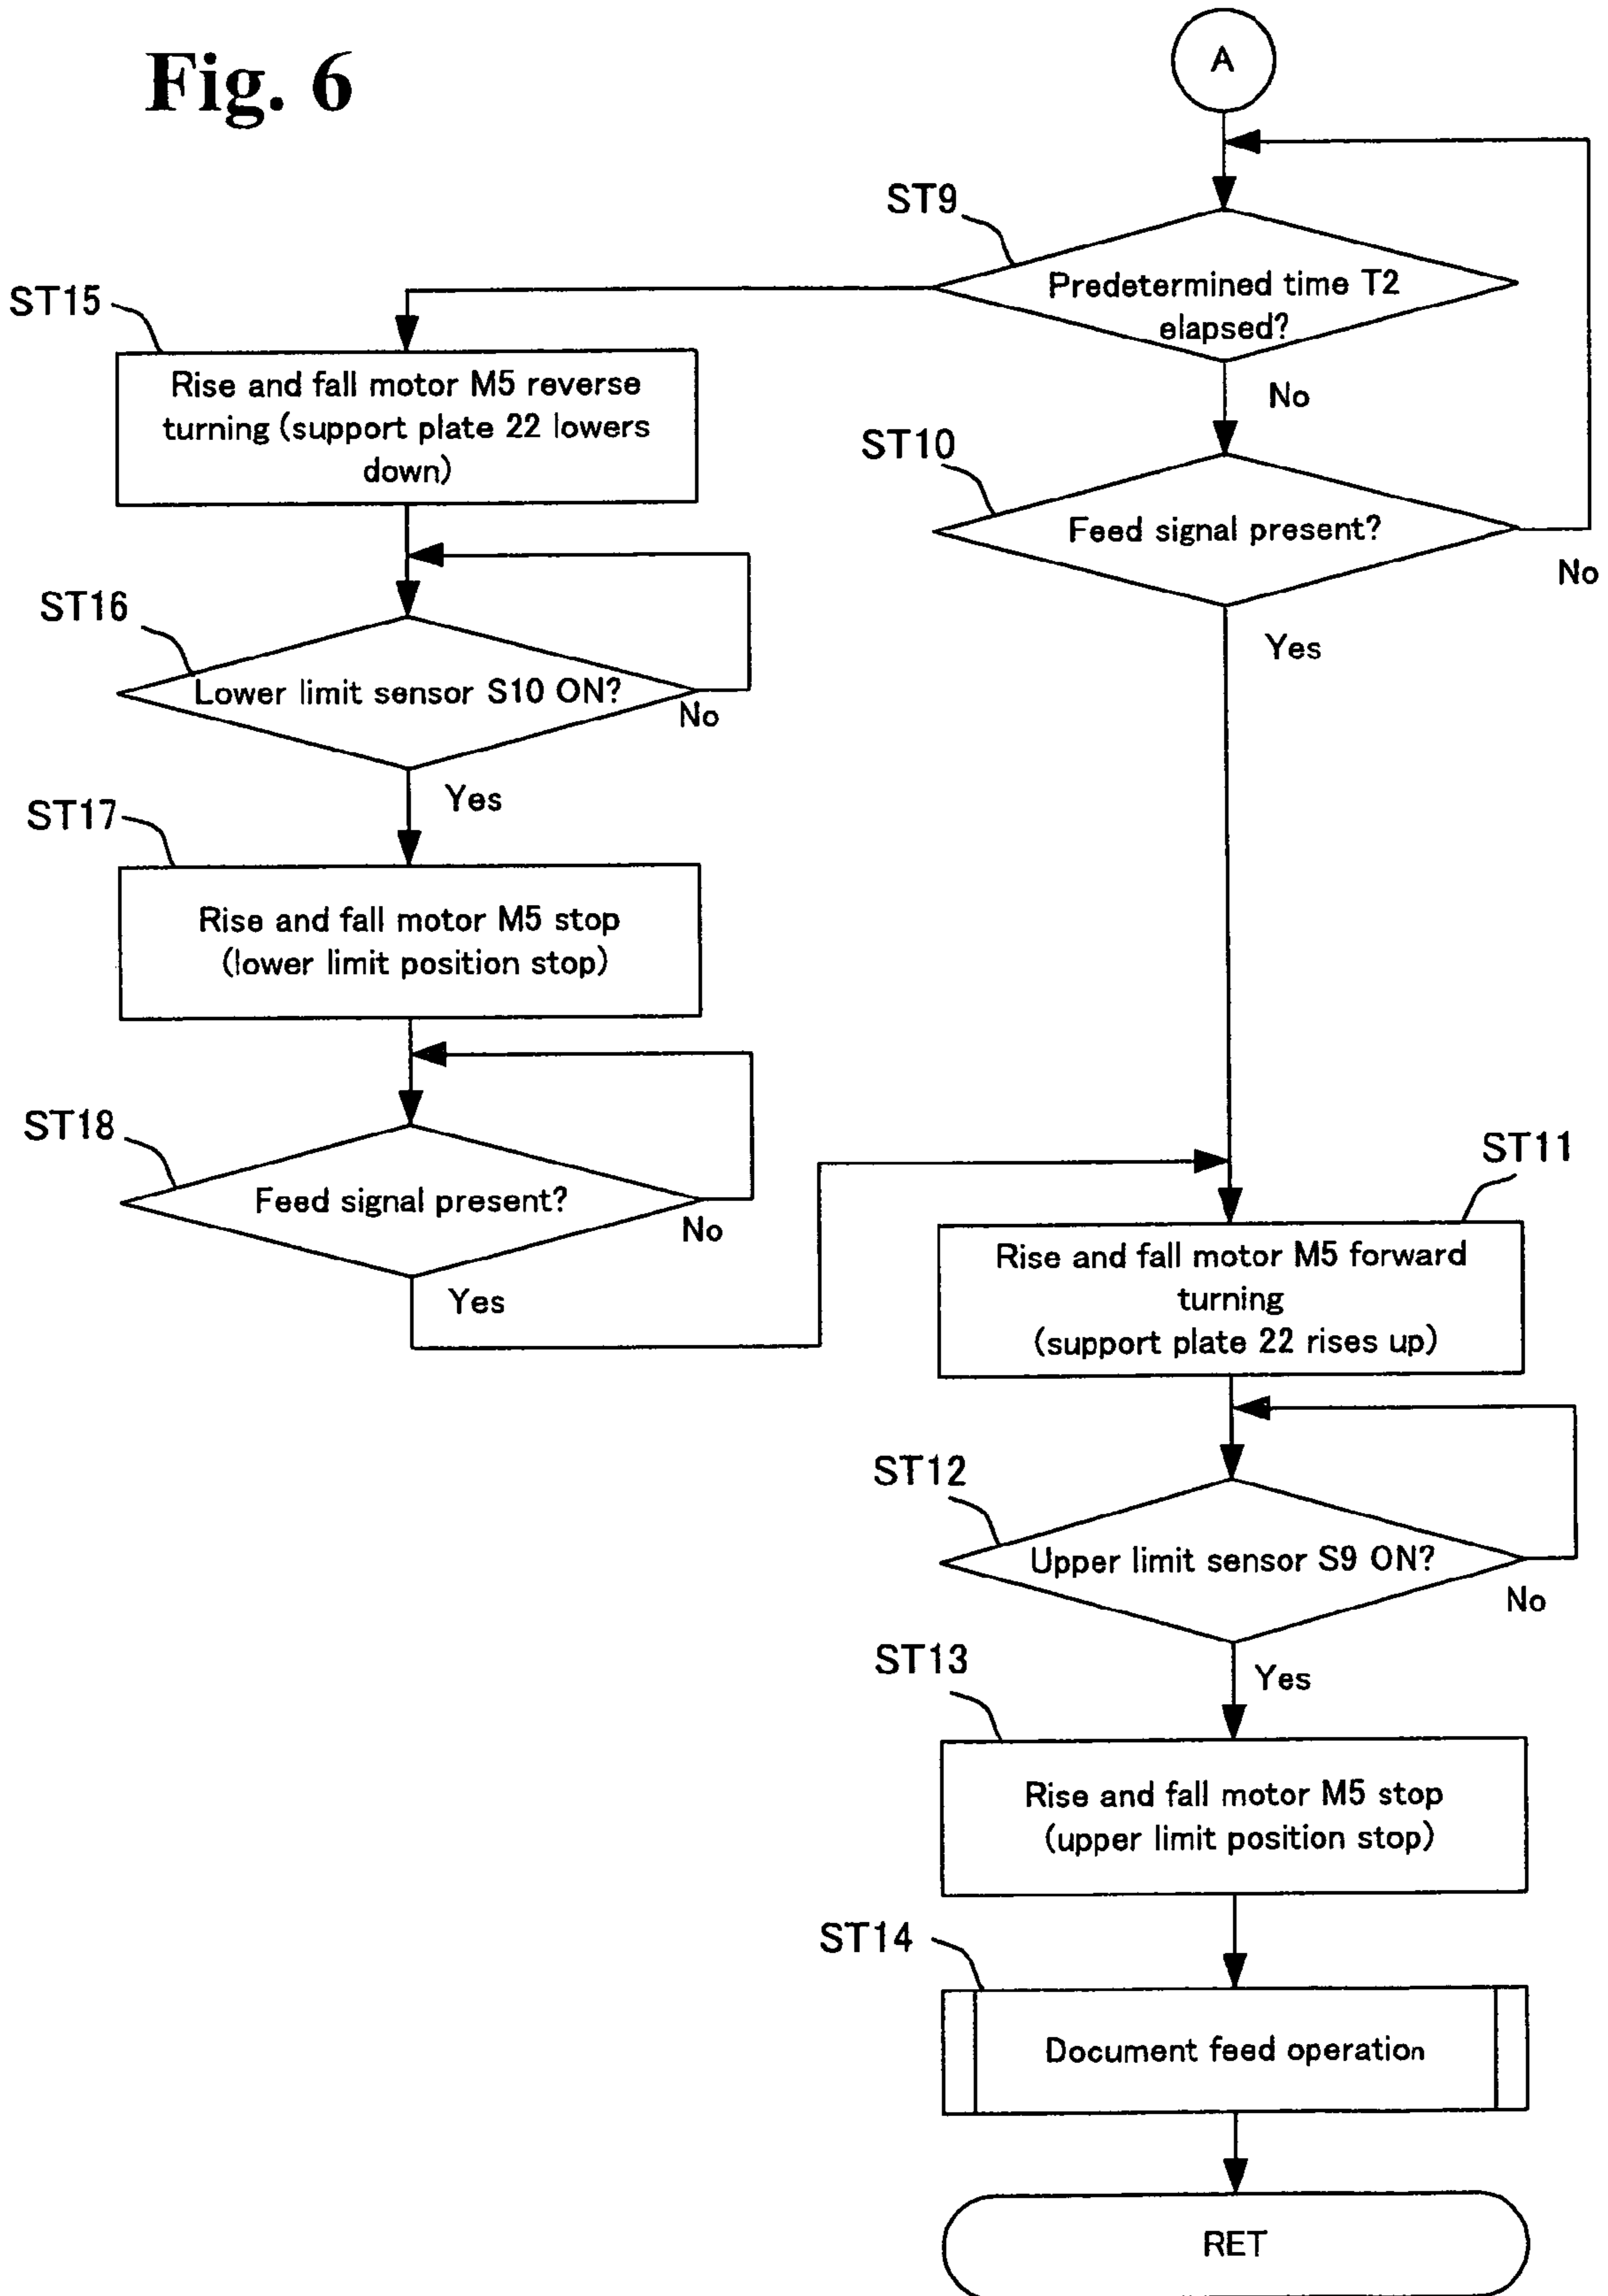 Fig. 6
A
ST9
Predetermined time T2
elapsed?
No
ST10
Feed signal present?
No
Yes
ST15
Rise and fall motor M5 reverse
turning (support plate 22 lowers
down)
ST16
Lower limit sensor S10 ON?
No
Yes
ST17
Rise and fall motor M5 stop
(lower limit position stop)
ST18
Feed signal present?
No
Yes
ST11
Rise and fall motor M5 forward
turning
(support plate 22 rises up)
ST12
Upper limit sensor S9 ON?
No
Yes
ST13
Rise and fall motor M5 stop
(upper limit position stop)
ST14
Document feed operation
RET